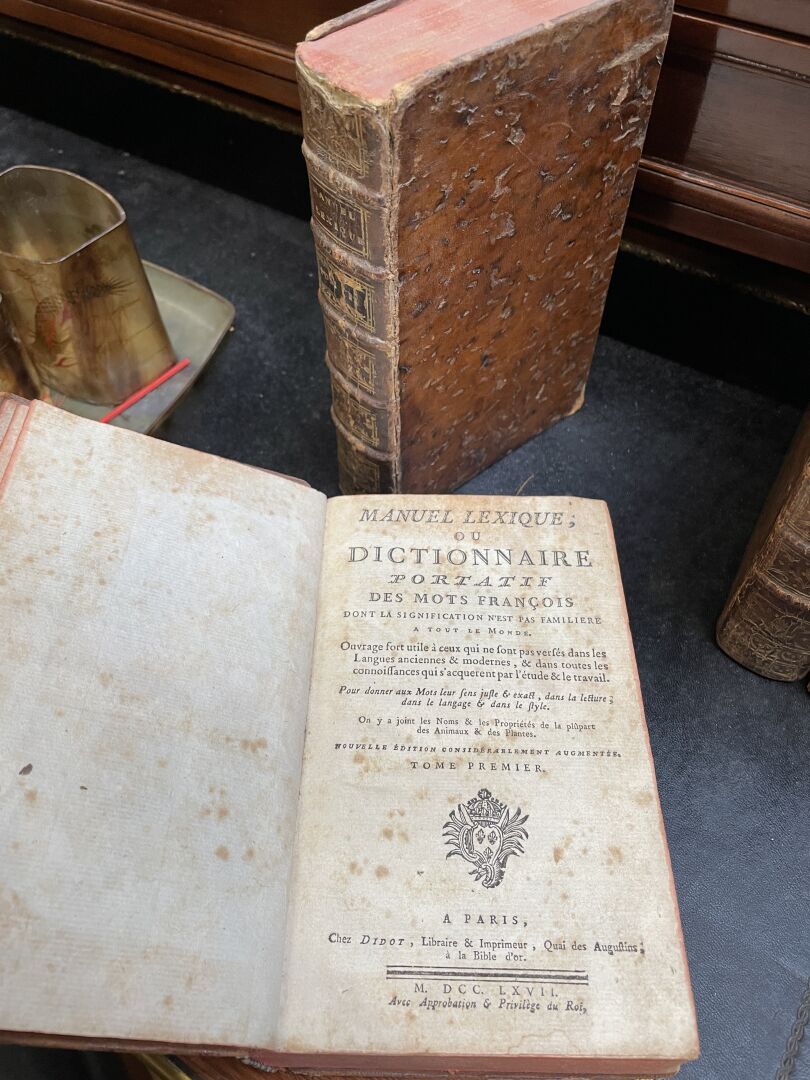 MANUEL
LEXIQUE
MANUEL LEXIQUE;
OU
DICTIONNAIRE
PORTATIF
DES MOTS FRANÇOIS
DONT LA SIGNIFICATION N'EST PAS FAMILIERE
A TOUT LE MONDE.
Ouvrage fort utile à ceux qui ne ſont pas verſés dans les
Langues anciennes & modernes, & dans toutes les
connoiſſances qui s'acquerent par l'étude & le travail.
Pour donner aux Mots leur ſens juſte & exact, dans la lecture;
dans le langage & dans le ſtyle.
On y a joint les Noms & les Propriétés de la plûpart
des Animaux & des Plantes.
NOUVELLE ÉDITION CONSIDÉRABLEMENT AUGMENTÉE.
TOME PREMIER.
A PARIS,
Chez DIDOT, Libraire & Imprimeur, Quai des Auguſtins;
à la Bible d'or.
M. DCC. LXVII.
Avec Approbation & Privilége du Roi,